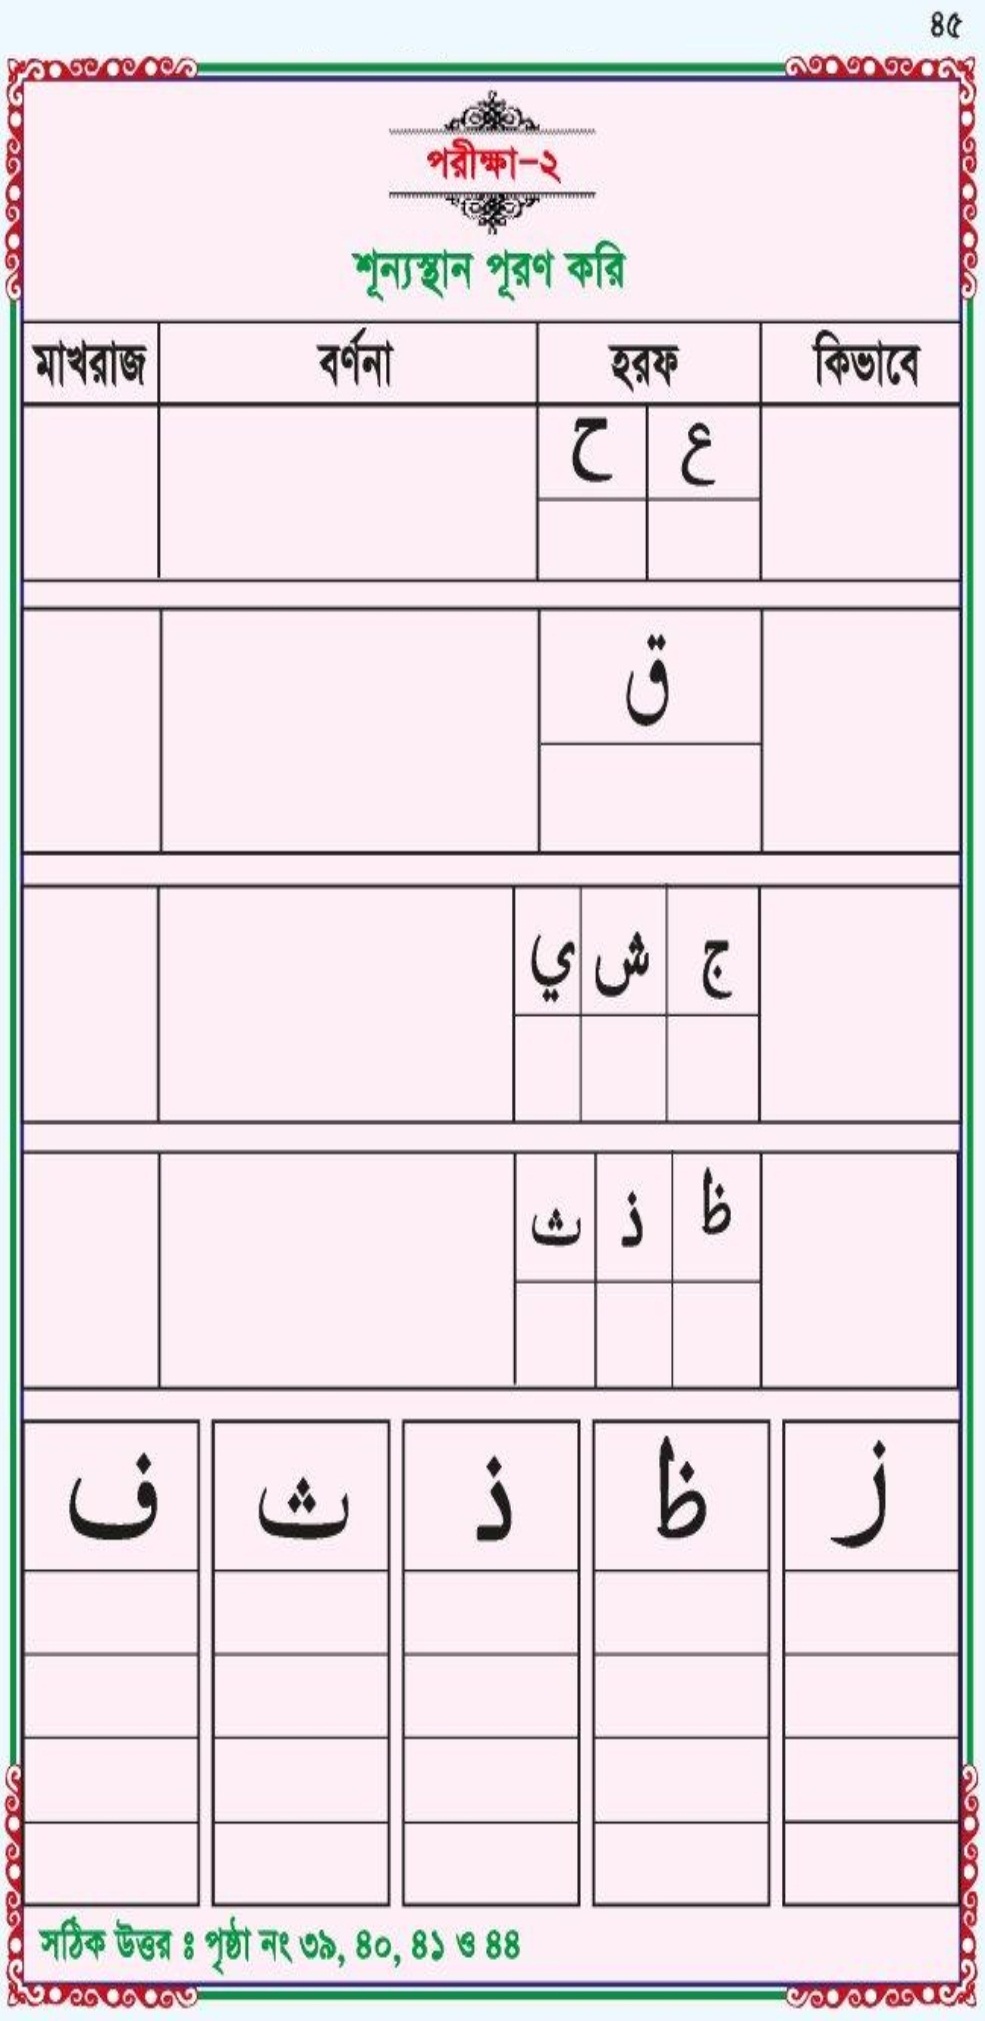 ৪৫
পরীক্ষা-২
শূন্যস্থান পূরণ করি
মাখরাজ বর্ণনা হরফ কিভাবে
ح ع
ق
ي ش ج
ث ذ ظ
ف ث ذ ظ ز
সঠিক উত্তর ঃ পৃষ্ঠা নং ৩৯, ৪০, ৪১ ও ৪৪